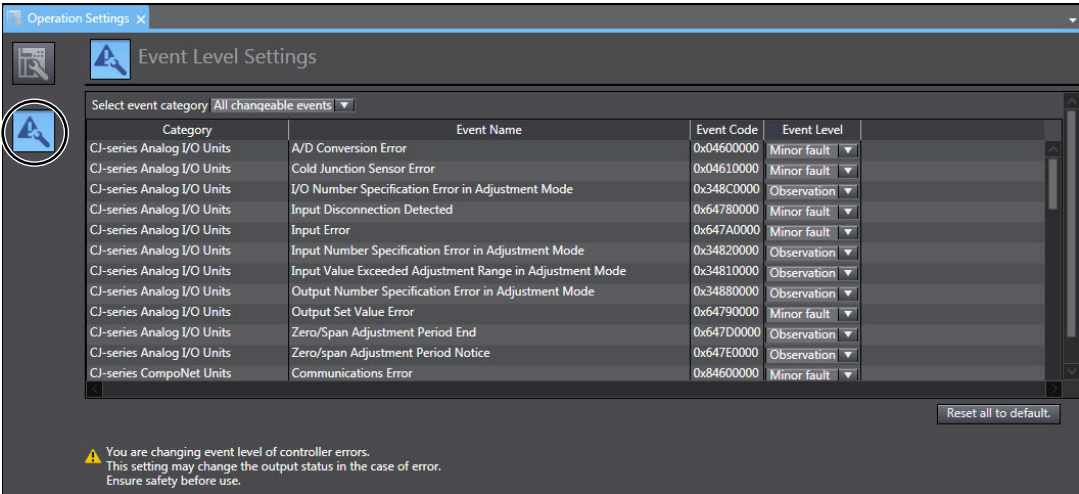 Operation Settings
Event Level Settings
Select event category All changeable events
Category Event Name Event Code Event Level
CJ-series Analog I/O Units A/D Conversion Error 0x04600000 Minor fault
CJ-series Analog I/O Units Cold Junction Sensor Error 0x04610000 Minor fault
CJ-series Analog I/O Units I/O Number Specification Error in Adjustment Mode 0x348C0000 Observation
CJ-series Analog I/O Units Input Disconnection Detected 0x64780000 Minor fault
CJ-series Analog I/O Units Input Error 0x647A0000 Minor fault
CJ-series Analog I/O Units Input Number Specification Error in Adjustment Mode 0x34820000 Observation
CJ-series Analog I/O Units Input Value Exceeded Adjustment Range in Adjustment Mode 0x34810000 Observation
CJ-series Analog I/O Units Output Number Specification Error in Adjustment Mode 0x34880000 Observation
CJ-series Analog I/O Units Output Set Value Error 0x64790000 Minor fault
CJ-series Analog I/O Units Zero/Span Adjustment Period End 0x647D0000 Observation
CJ-series Analog I/O Units Zero/span Adjustment Period Notice 0x647E0000 Observation
CJ-series CompoNet Units Communications Error 0x84600000 Minor fault
Reset all to default.
You are changing event level of controller errors.
This setting may change the output status in the case of error.
Ensure safety before use.